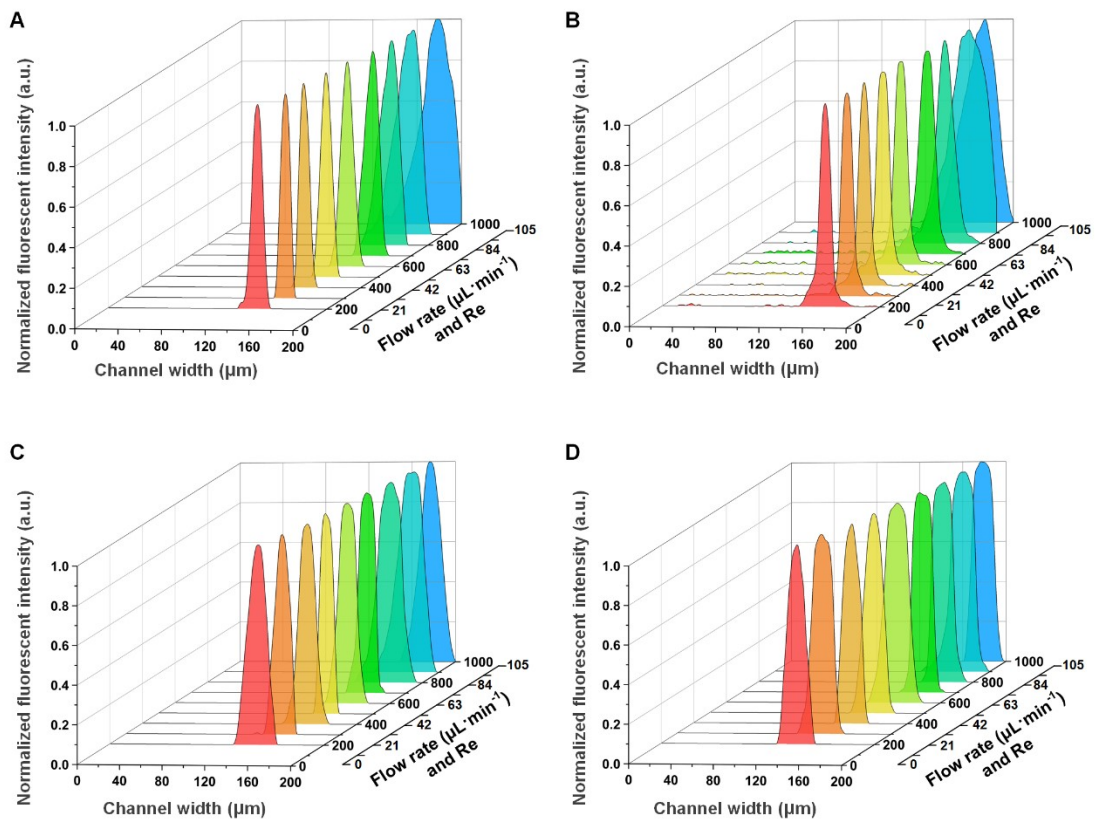 A
Normalized fluorescent intensity (a.u.)
1.0
0.8
0.6
0.4
0.2
0.0
0 40 80 120 160 200
Channel width (µm)
0 200 400 600 800 1000
0 21 42 63 84 105
Flow rate (µL·min⁻¹)
and Re
B
Normalized fluorescent intensity (a.u.)
1.0
0.8
0.6
0.4
0.2
0.0
0 40 80 120 160 200
Channel width (µm)
0 200 400 600 800 1000
0 21 42 63 84 105
Flow rate (µL·min⁻¹)
and Re
C
Normalized fluorescent intensity (a.u.)
1.0
0.8
0.6
0.4
0.2
0.0
0 40 80 120 160 200
Channel width (µm)
0 200 400 600 800 1000
0 21 42 63 84 105
Flow rate (µL·min⁻¹)
and Re
D
Normalized fluorescent intensity (a.u.)
1.0
0.8
0.6
0.4
0.2
0.0
0 40 80 120 160 200
Channel width (µm)
0 200 400 600 800 1000
0 21 42 63 84 105
Flow rate (µL·min⁻¹)
and Re